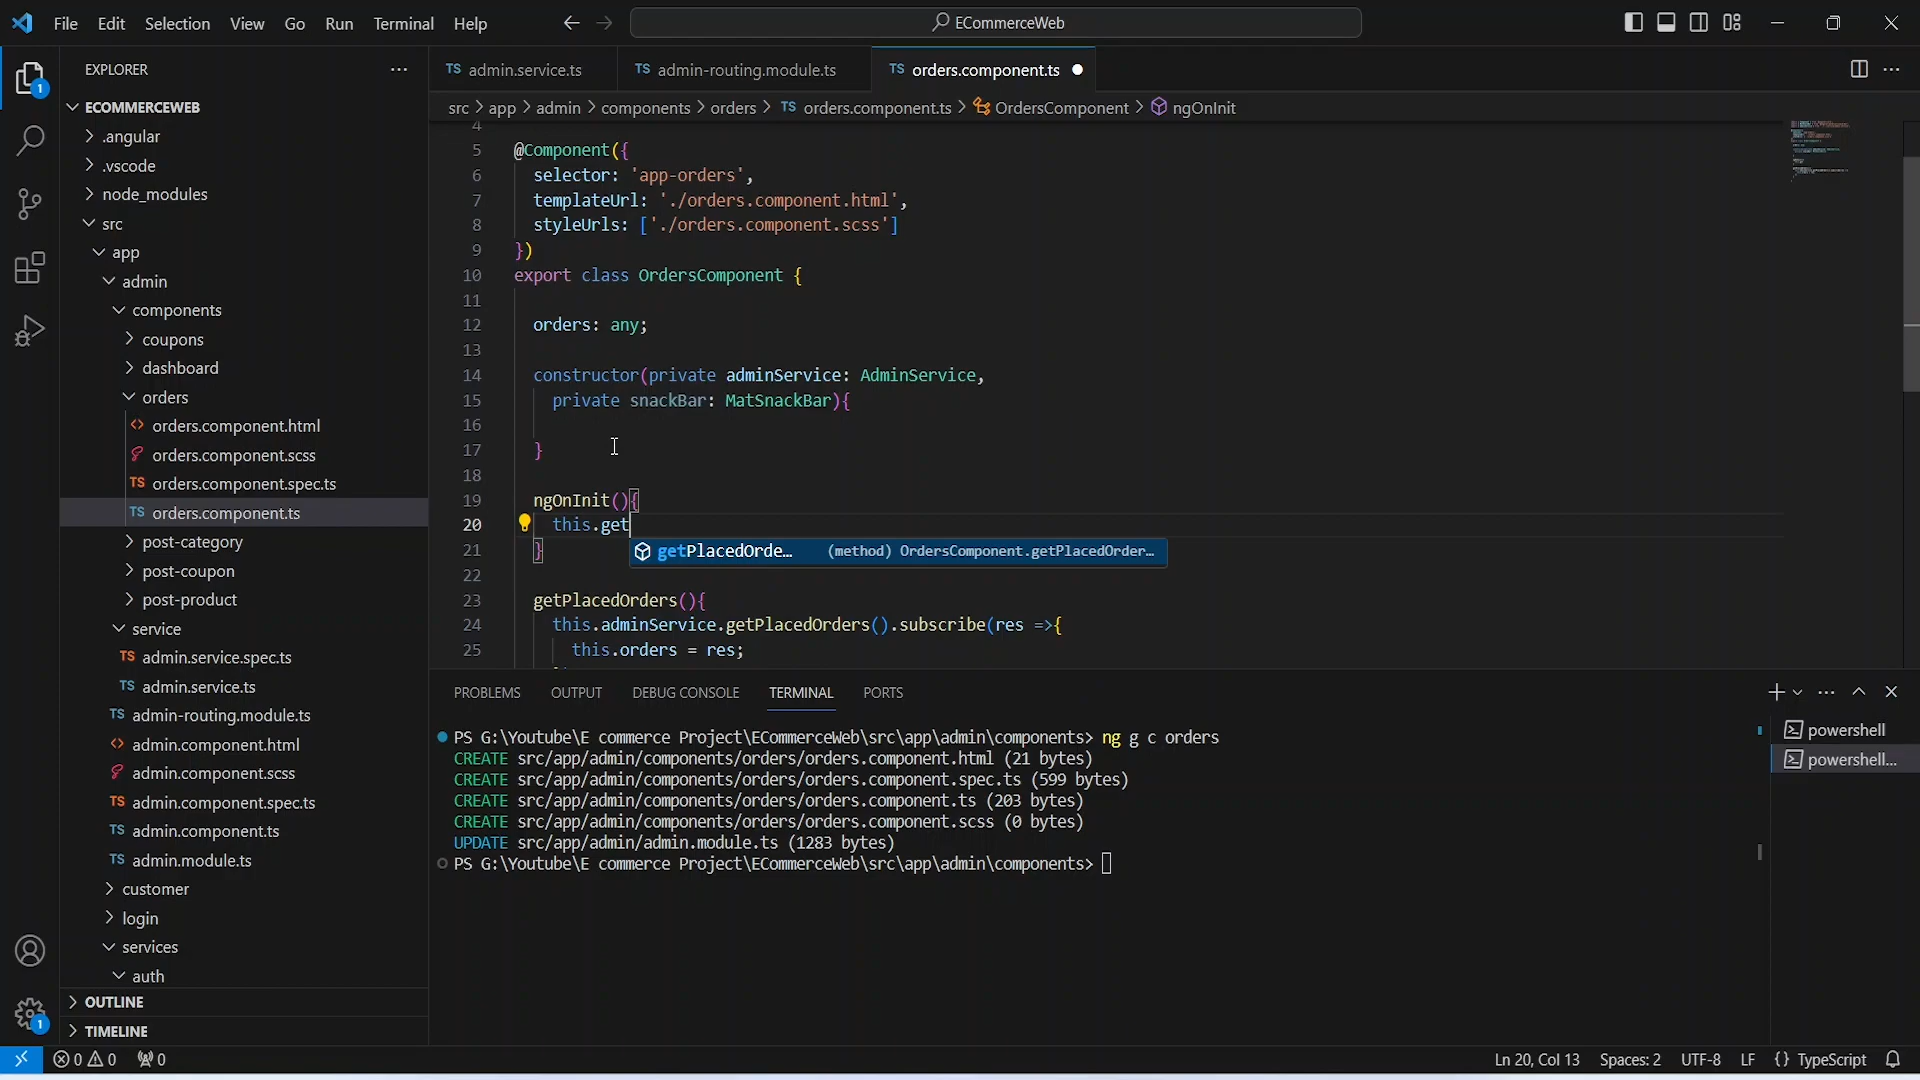 File Edit Selection View Go Run Terminal Help
ECommerceWeb
EXPLORER
ECOMMERCEWEB
.angular
.vscode
node_modules
src
app
admin
components
coupons
dashboard
orders
orders.component.html
orders.component.scss
TS orders.component.spec.ts
TS orders.component.ts
post-category
post-coupon
post-product
service
TS admin.service.spec.ts
TS admin.service.ts
TS admin-routing.module.ts
admin.component.html
admin.component.scss
TS admin.component.spec.ts
TS admin.component.ts
TS admin.module.ts
customer
login
services
auth
OUTLINE
TIMELINE
TS admin.service.ts TS admin-routing.module.ts TS orders.component.ts
src > app > admin > components > orders > TS orders.component.ts > OrdersComponent > ngOnInit
4
5 @Component({
6 selector: 'app-orders',
7 templateUrl: './orders.component.html',
8 styleUrls: ['./orders.component.scss']
9 })
10 export class OrdersComponent {
11
12 orders: any;
13
14 constructor(private adminService: AdminService,
15 private snackBar: MatSnackBar){
16
17 }
18
19 ngOnInit(){
20 this.get
21 }
getPlacedOrde... (method) OrdersComponent.getPlacedOrder...
22
23 getPlacedOrders(){
24 this.adminService.getPlacedOrders().subscribe(res =>{
25 this.orders = res;
PROBLEMS OUTPUT DEBUG CONSOLE TERMINAL PORTS
PS G:\Youtube\E commerce Project\ECommerceWeb\src\app\admin\components> ng g c orders
CREATE src/app/admin/components/orders/orders.component.html (21 bytes)
CREATE src/app/admin/components/orders/orders.component.spec.ts (599 bytes)
CREATE src/app/admin/components/orders/orders.component.ts (203 bytes)
CREATE src/app/admin/components/orders/orders.component.scss (0 bytes)
UPDATE src/app/admin/admin.module.ts (1283 bytes)
PS G:\Youtube\E commerce Project\ECommerceWeb\src\app\admin\components>
powershell
powershell...
1
1
0 0 0
Ln 20, Col 13 Spaces: 2 UTF-8 LF {} TypeScript